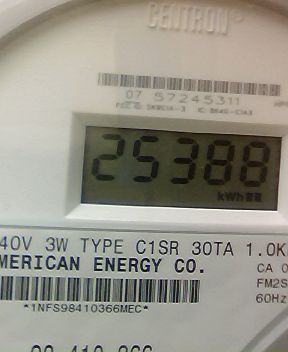 CENTRON
07 57245311
25388
kWh
40V 3W TYPE C1SR 30TA 1.0K
MERICAN ENERGY CO.
CA 0
FM2S
60Hz
*1NFS98410366MEC*